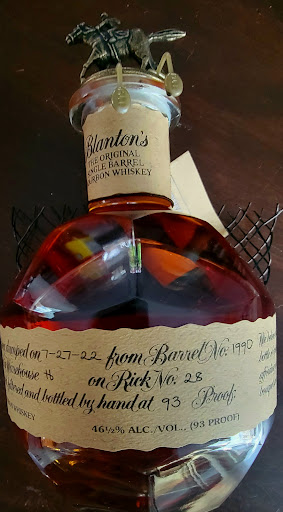 Blanton's
THE ORIGINAL
SINGLE BARREL
BOURBON WHISKEY
dumped on 7-27-22 from Barrel No. 1990
Warehouse H on Rick No. 28
and bottled by hand at 93 Proof:
WHISKEY
46½% ALC./VOL., (93 PROOF)